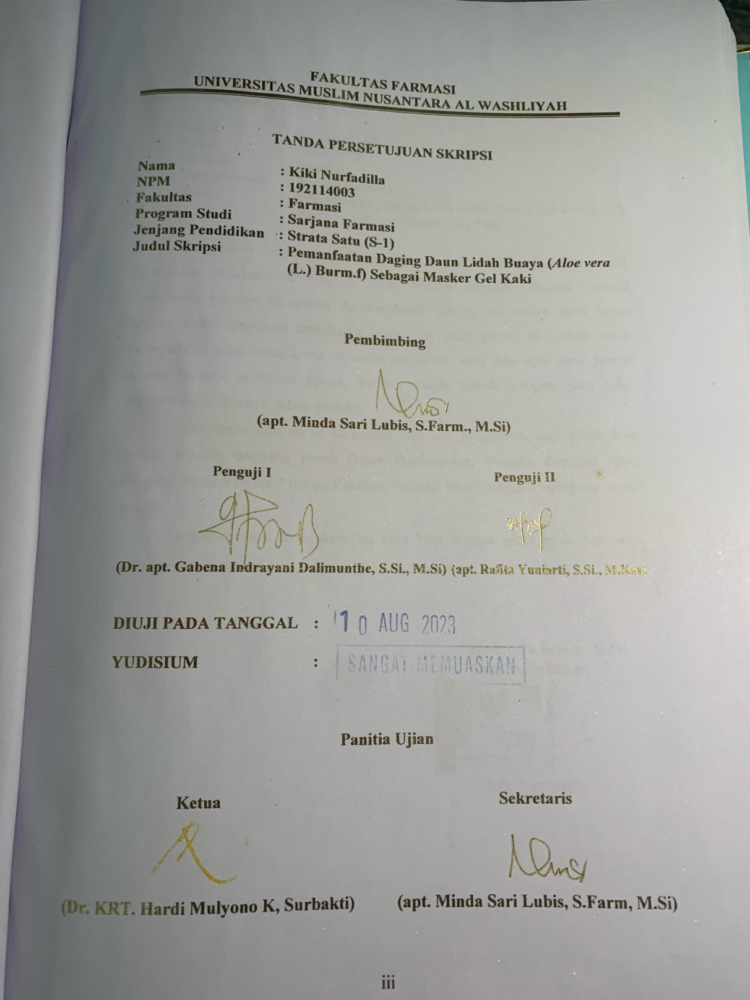 FAKULTAS FARMASI
UNIVERSITAS MUSLIM NUSANTARA AL WASHLIYAH
TANDA PERSETUJUAN SKRIPSI
Nama : Kiki Nurfadilla
NPM : 192114003
Fakultas : Farmasi
Program Studi : Sarjana Farmasi
Jenjang Pendidikan : Strata Satu (S-1)
Judul Skripsi : Pemanfaatan Daging Daun Lidah Buaya (Aloe vera
(L.) Burm.f) Sebagai Masker Gel Kaki
Pembimbing
(apt. Minda Sari Lubis, S.Farm., M.Si)
Penguji I Penguji II
(Dr. apt. Gabena Indrayani Dalimunthe, S.Si., M.Si) (apt. Rafita Yuniarti, S.Si., M.Kes)
DIUJI PADA TANGGAL : 10 AUG 2023
YUDISIUM : SANGAT MEMUASKAN
Panitia Ujian
Ketua Sekretaris
(Dr. KRT. Hardi Mulyono K, Surbakti) (apt. Minda Sari Lubis, S.Farm, M.Si)
iii